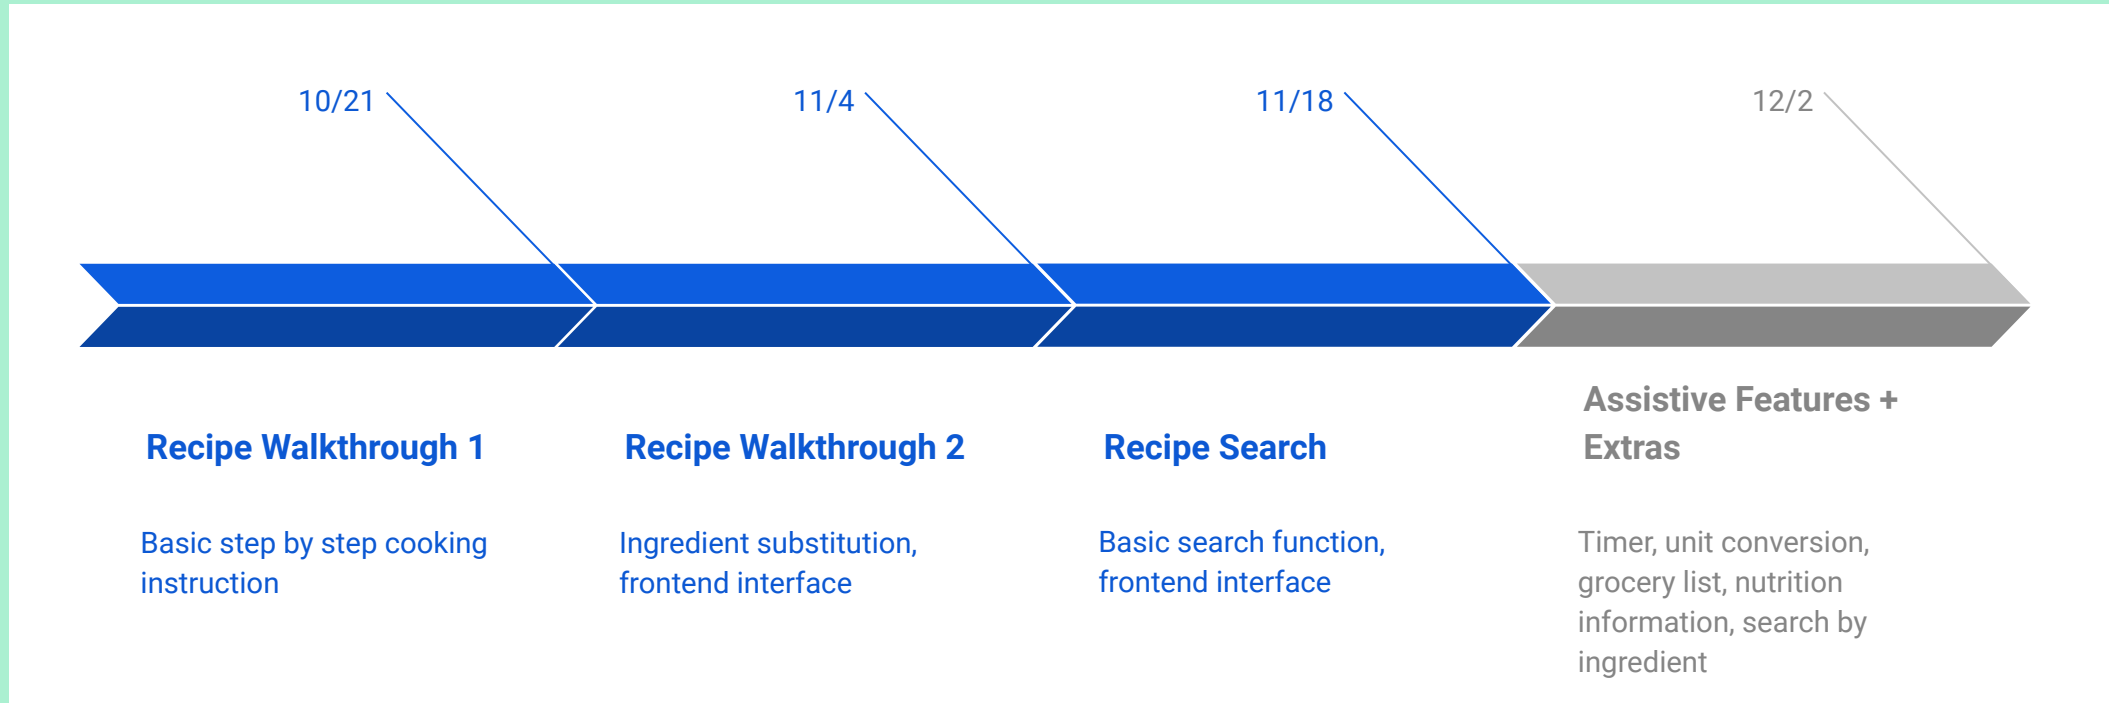 10/21
11/4
11/18
12/2
Recipe Walkthrough 1
Basic step by step cooking
instruction
Recipe Walkthrough 2
Ingredient substitution,
frontend interface
Recipe Search
Basic search function,
frontend interface
Assistive Features +
Extras
Timer, unit conversion,
grocery list, nutrition
information, search by
ingredient